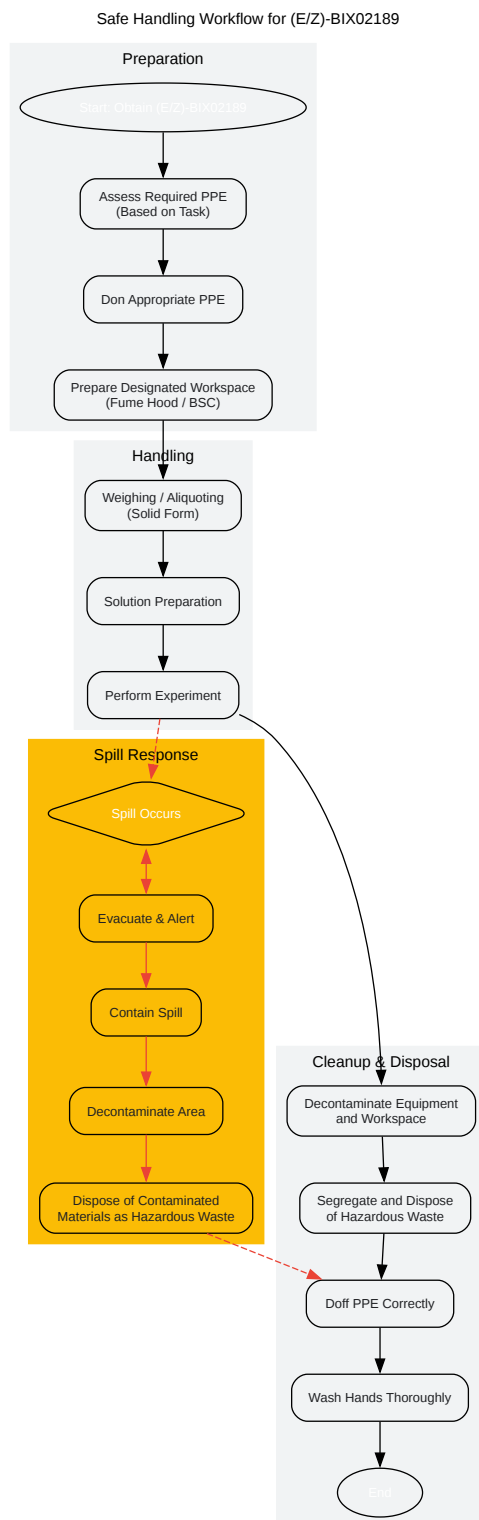 Safe Handling Workflow for (E/Z)-BIX02189
Preparation
Start: Obtain (E/Z)-BIX02189
Assess Required PPE
(Based on Task)
Don Appropriate PPE
Prepare Designated Workspace
(Fume Hood / BSC)
Handling
Weighing / Aliquoting
(Solid Form)
Solution Preparation
Perform Experiment
Spill Response
Spill Occurs
Evacuate & Alert
Contain Spill
Decontaminate Area
Dispose of Contaminated
Materials as Hazardous Waste
Cleanup & Disposal
Decontaminate Equipment
and Workspace
Segregate and Dispose
of Hazardous Waste
Doff PPE Correctly
Wash Hands Thoroughly
End